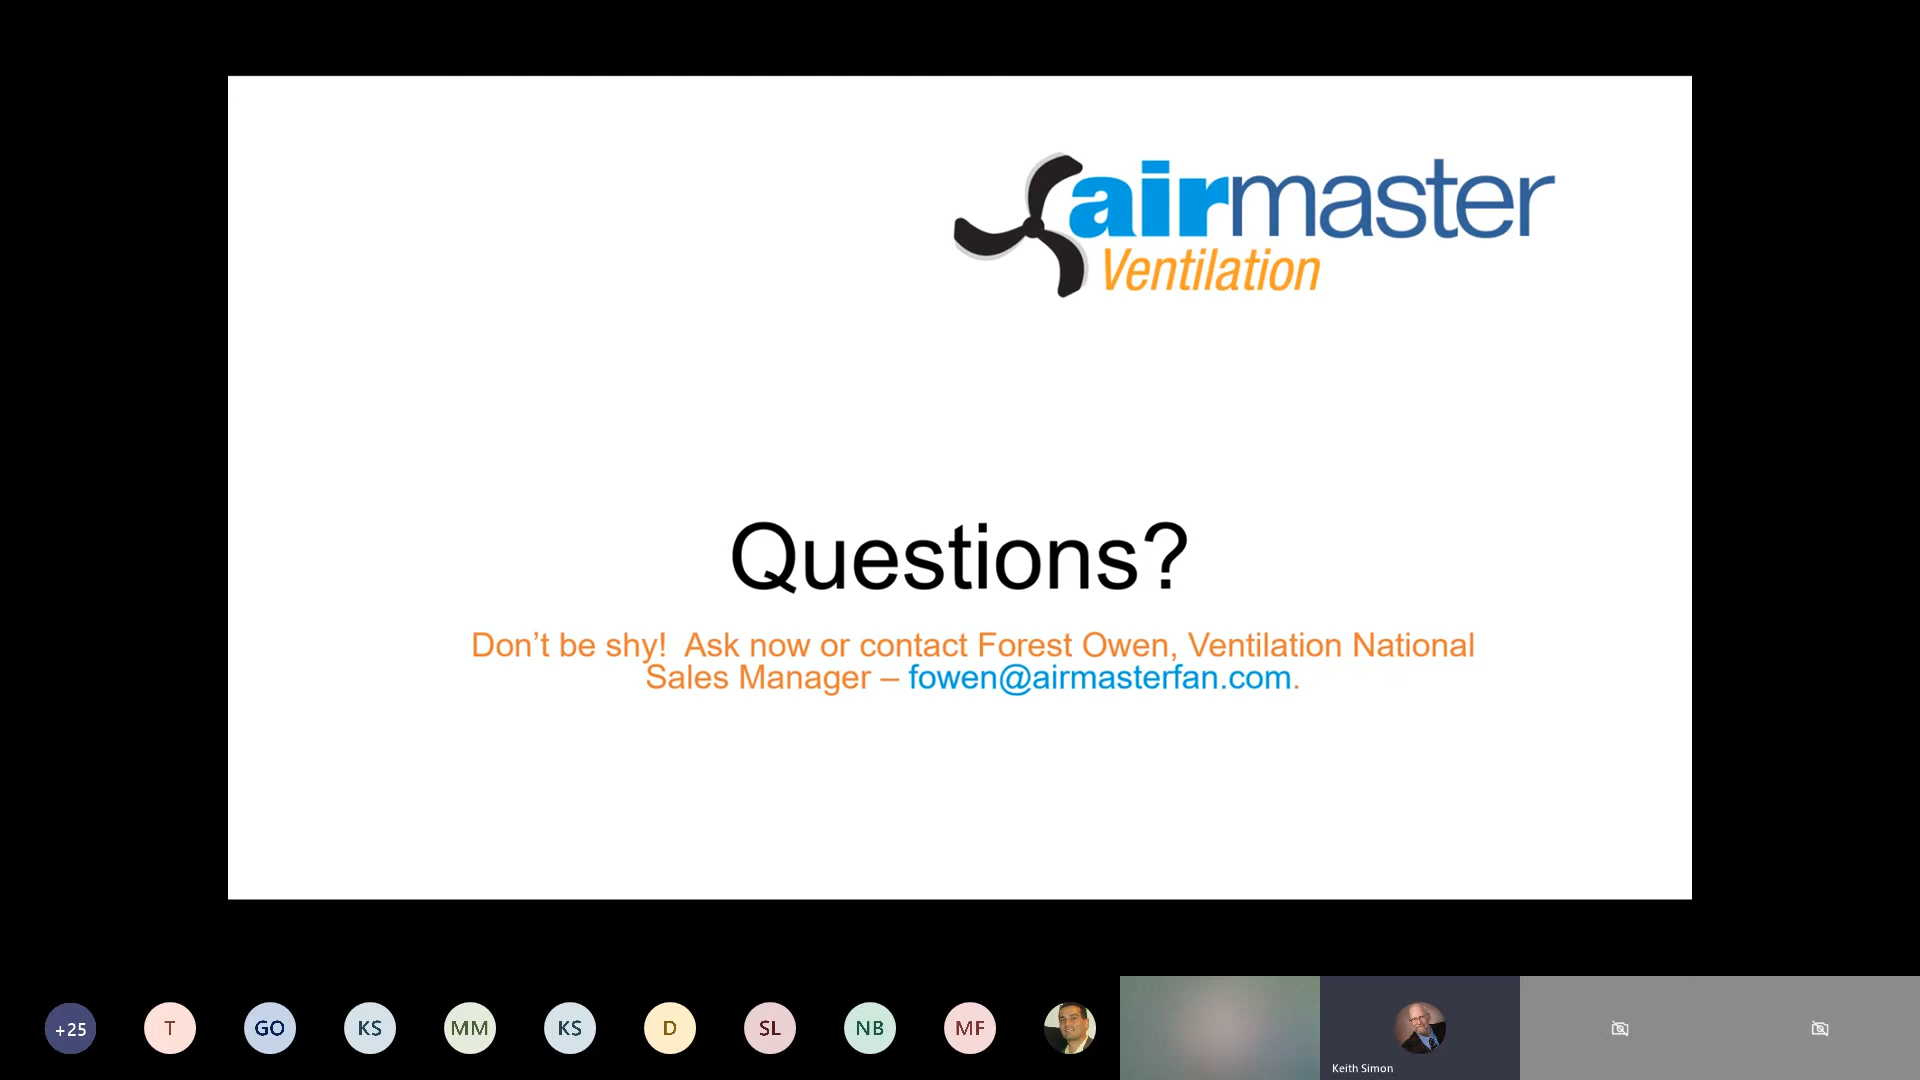 airmaster
Ventilation
Questions?
Don’t be shy!  Ask now or contact Forest Owen, Ventilation National
Sales Manager – fowen@airmasterfan.com.
+25
T
GO
KS
MM
KS
D
SL
NB
MF
Keith Simon